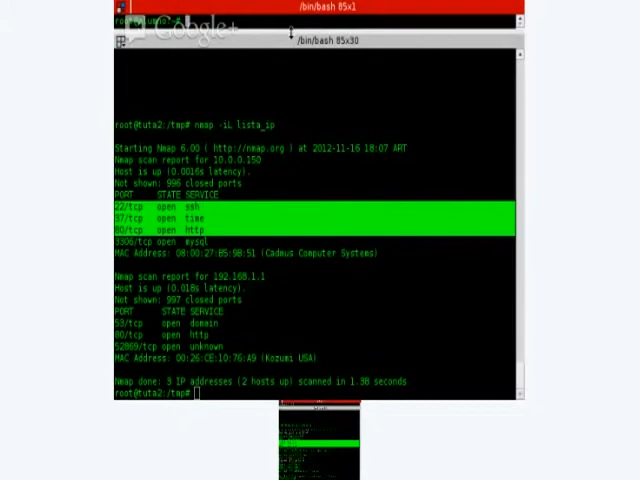 /bin/bash 85x1
Google+
/bin/bash 85x30
root@tuta2:/tmp# nmap -iL lista_ip
Starting Nmap 6.00 ( http://nmap.org ) at 2012-11-16 18:07 ART
Nmap scan report for 10.0.0.150
Host is up (0.0016s latency).
Not shown: 996 closed ports
PORT STATE SERVICE
22/tcp open ssh
37/tcp open time
80/tcp open http
3306/tcp open mysql
MAC Address: 08:00:27:B5:9B:51 (Cadmus Computer Systems)
Nmap scan report for 192.168.1.1
Host is up (0.018s latency).
Not shown: 997 closed ports
PORT STATE SERVICE
53/tcp open domain
80/tcp open http
52869/tcp open unknown
MAC Address: 00:26:CE:10:76:A9 (Kozumi USA)
Nmap done: 3 IP addresses (2 hosts up) scanned in 1.38 seconds
root@tuta2:/tmp#